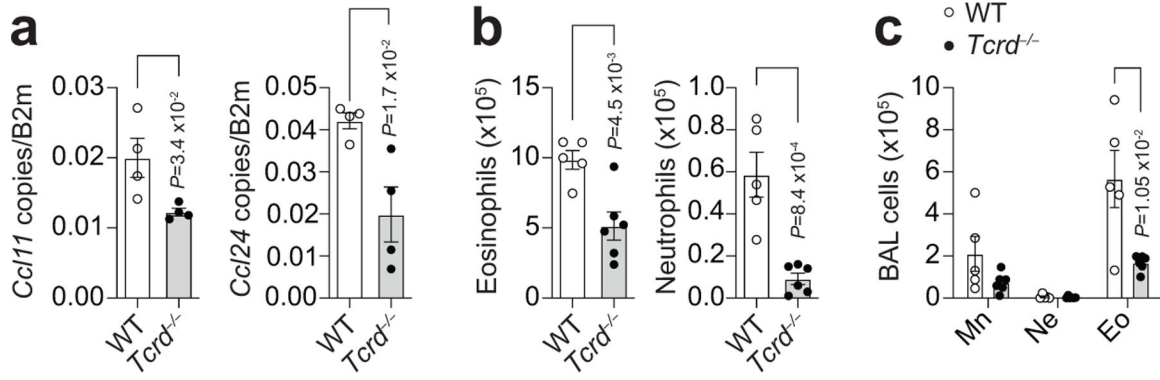 a
Ccl11 copies/B2m
0.03
0.02
0.01
0.00
P=3.4 x10⁻²
WT
Tcrd⁻/⁻
Ccl24 copies/B2m
0.05
0.04
0.03
0.02
0.01
0.00
P=1.7 x10⁻²
WT
Tcrd⁻/⁻
b
Eosinophils (x10⁵)
15
10
5
0
P=4.5 x10⁻³
WT
Tcrd⁻/⁻
Neutrophils (x10⁵)
1.0
0.8
0.6
0.4
0.2
0.0
P=8.4 x10⁻⁴
WT
Tcrd⁻/⁻
c
WT
Tcrd⁻/⁻
BAL cells (x10⁵)
10
8
6
4
2
0
P=1.05 x10⁻²
Mn
Ne
Eo